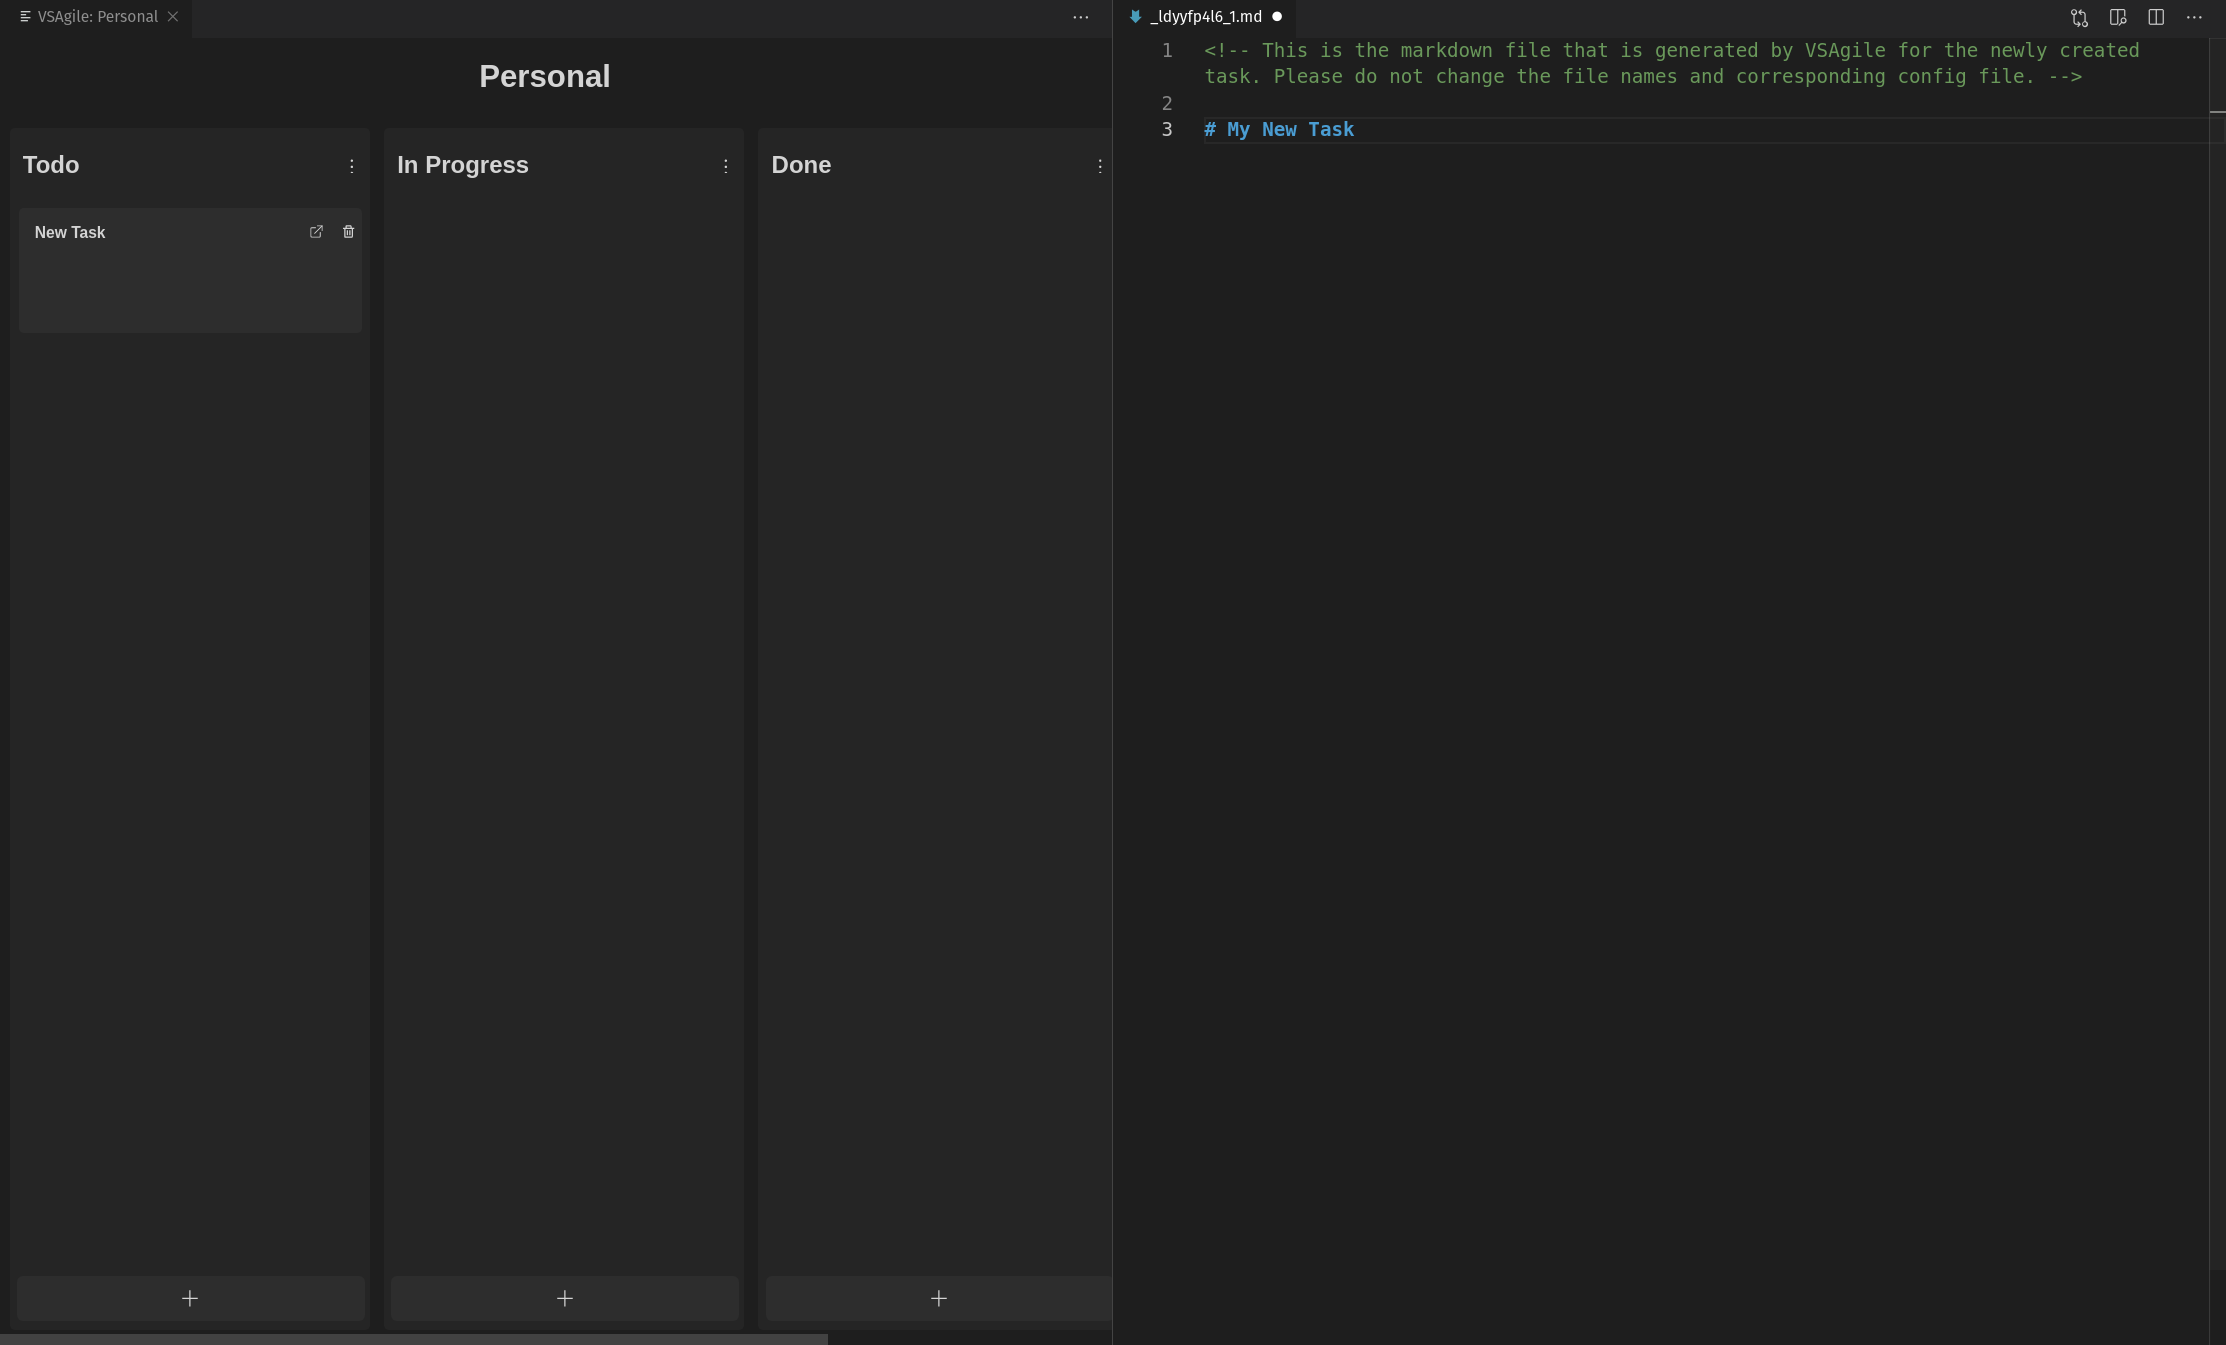 VSAgile: Personal
Personal
Todo
In Progress
Done
New Task
_ldyyfp4l6_1.md
1
<!-- This is the markdown file that is generated by VSAgile for the newly created
task. Please do not change the file names and corresponding config file. -->
2
3
# My New Task